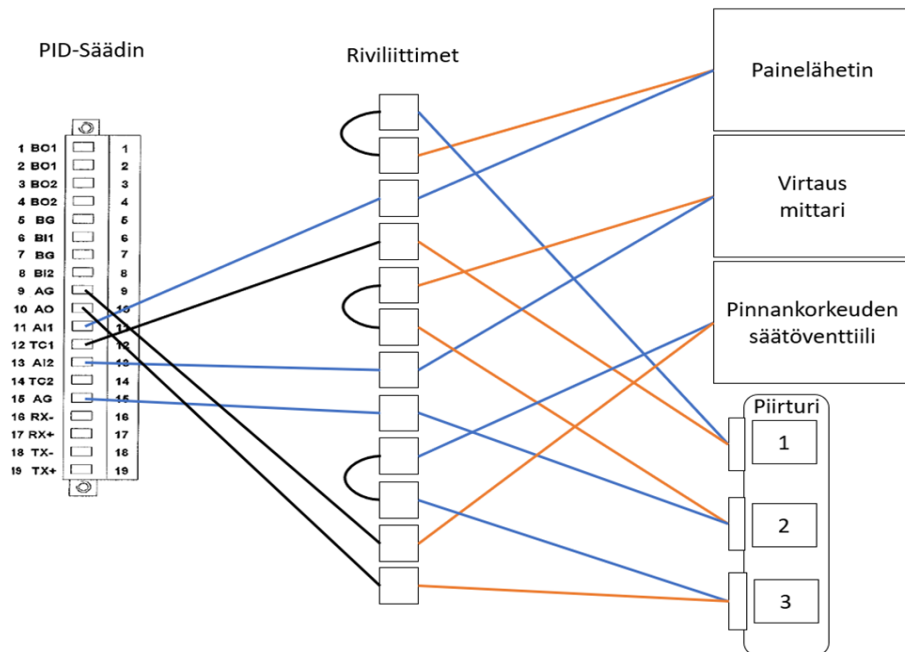 PID-Säädin
Riviliittimet
Painelähetin
Virtaus
mittari
Pinnankorkeuden
säätöventtiili
Piirturi
1
2
3
1 BO1 1
2 BO1 2
3 BO2 3
4 BO2 4
5 BG 5
6 BI1 6
7 BG 7
8 BI2 8
9 AG 9
10 AO 10
11 AI1 11
12 TC1 12
13 AI2 13
14 TC2 14
15 AG 15
16 RX- 16
17 RX+ 17
18 TX- 18
19 TX+ 19